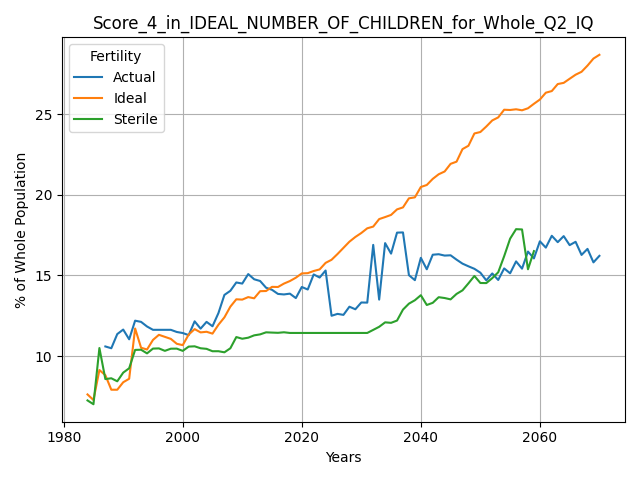 Score_4_in_IDEAL_NUMBER_OF_CHILDREN_for_Whole_Q2_IQ
Fertility
Actual
Ideal
Sterile
% of Whole Population
25
20
15
10
1980
2000
2020
2040
2060
Years